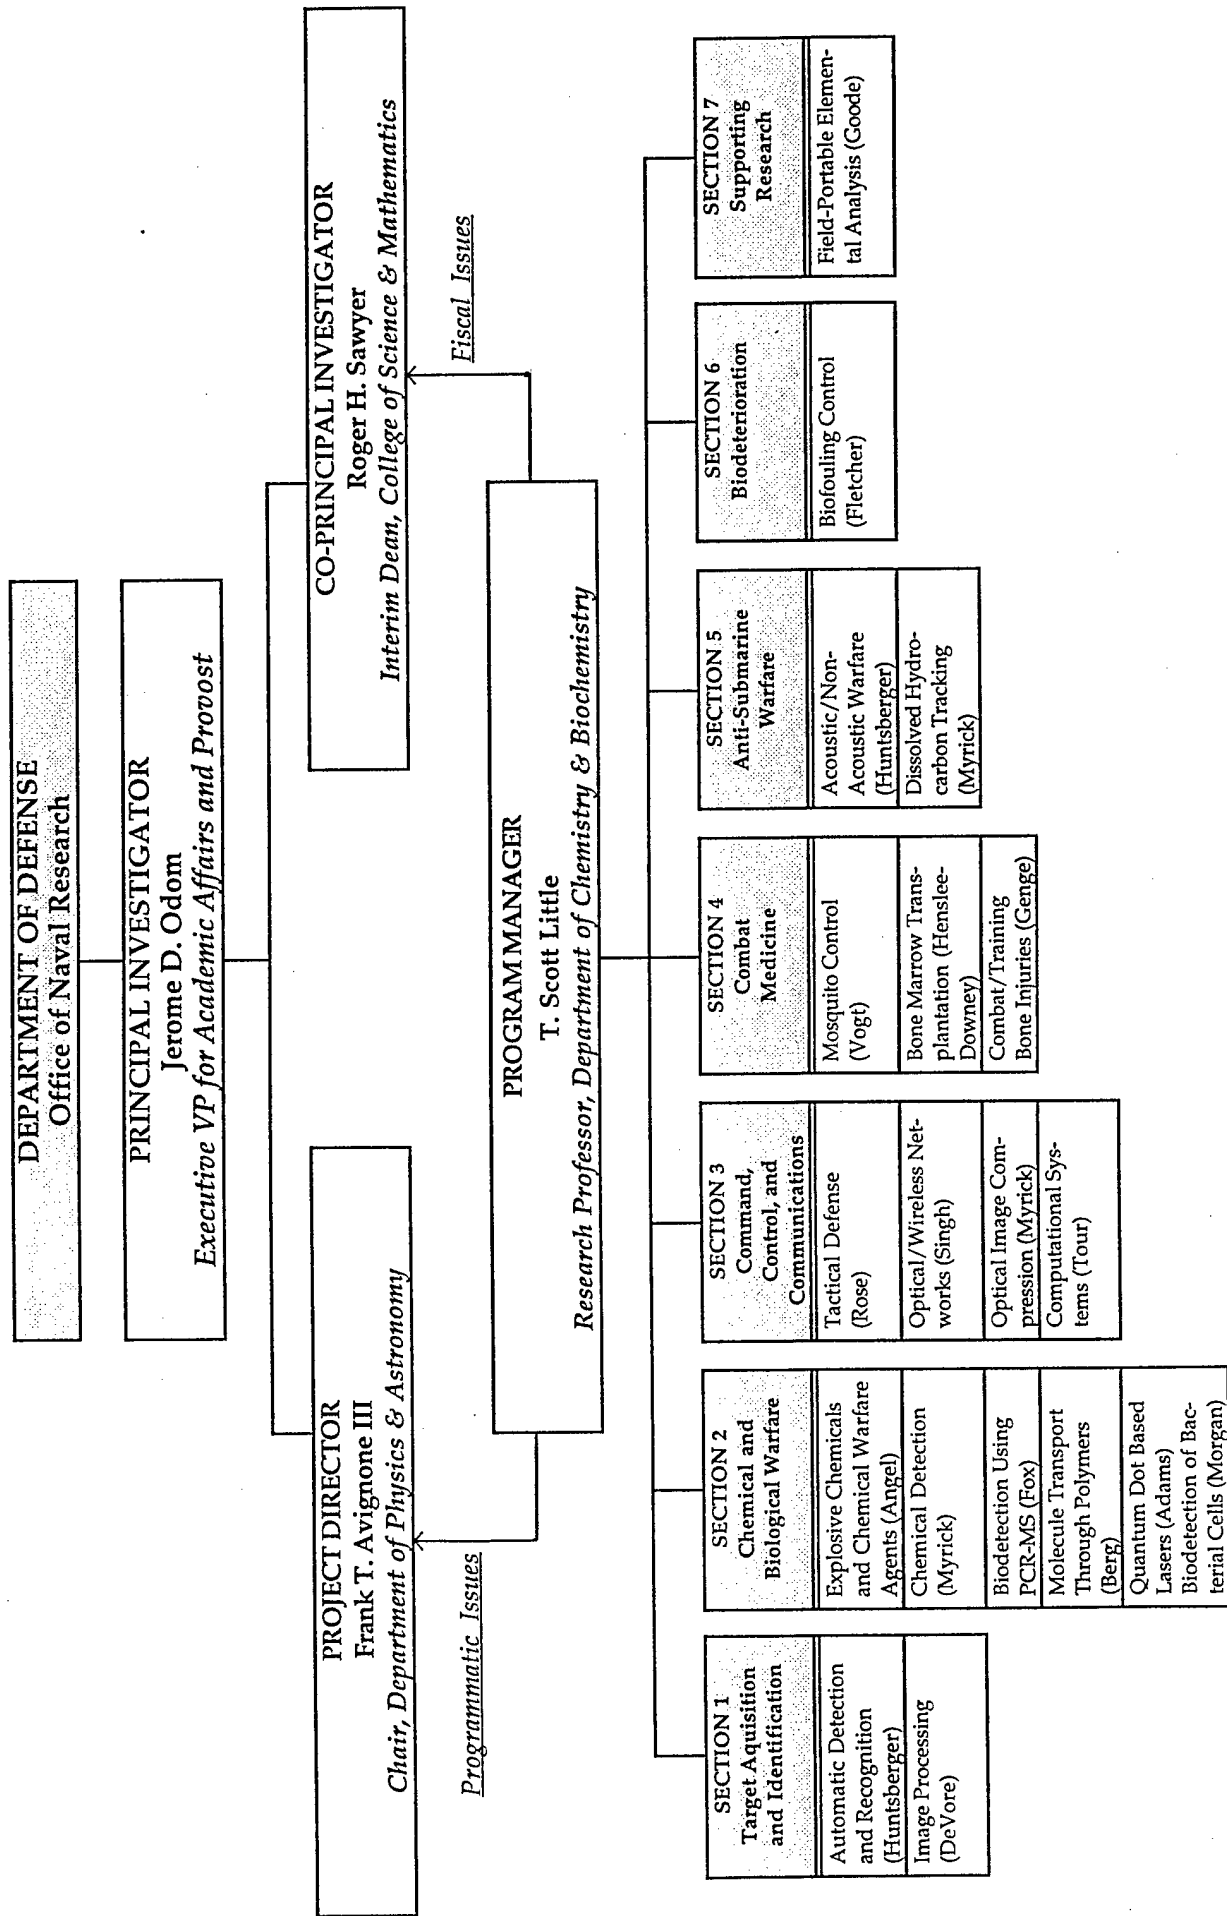 DEPARTMENT OF DEFENSE
Office of Naval Research
PRINCIPAL INVESTIGATOR
Jerome D. Odom
Executive VP for Academic Affairs and Provost
PROJECT DIRECTOR
Frank T. Avignone III
Chair, Department of Physics & Astronomy
CO-PRINCIPAL INVESTIGATOR
Roger H. Sawyer
Interim Dean, College of Science & Mathematics
Programmatic Issues
Fiscal Issues
PROGRAM MANAGER
T. Scott Little
Research Professor, Department of Chemistry & Biochemistry
SECTION 1
Target Aquisition
and Identification
Automatic Detection
and Recognition
(Huntsberger)
Image Processing
(DeVore)
SECTION 2
Chemical and
Biological Warfare
Explosive Chemicals
and Chemical Warfare
Agents (Angel)
Chemical Detection
(Myrick)
Biodetection Using
PCR-MS (Fox)
Molecule Transport
Through Polymers
(Berg)
Quantum Dot Based
Lasers (Adams)
Biodetection of Bac-
terial Cells (Morgan)
SECTION 3
Command,
Control, and
Communications
Tactical Defense
(Rose)
Optical/Wireless Net-
works (Singh)
Optical Image Com-
pression (Myrick)
Computational Sys-
tems (Tour)
SECTION 4
Combat
Medicine
Mosquito Control
(Vogt)
Bone Marrow Trans-
plantation (Henslee-
Downey)
Combat/Training
Bone Injuries (Genge)
SECTION 5
Anti-Submarine
Warfare
Acoustic/Non-
Acoustic Warfare
(Huntsberger)
Dissolved Hydro-
carbon Tracking
(Myrick)
SECTION 6
Biodeterioration
Biofouling Control
(Fletcher)
SECTION 7
Supporting
Research
Field-Portable Elemen-
tal Analysis (Goode)